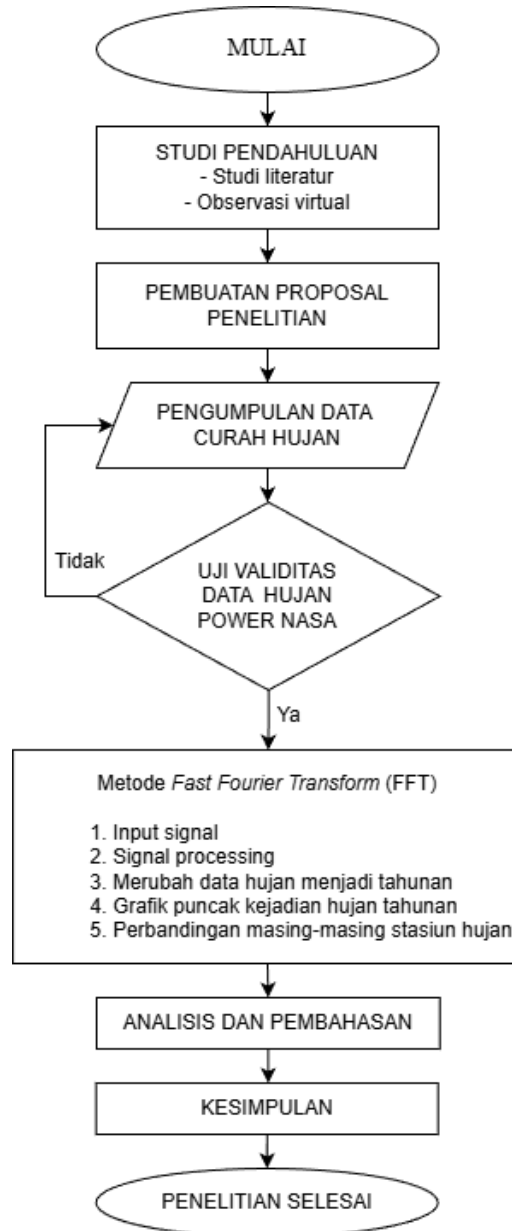 MULAI
STUDI PENDAHULUAN
- Studi literatur
- Observasi virtual
PEMBUATAN PROPOSAL
PENELITIAN
PENGUMPULAN DATA
CURAH HUJAN
Tidak
UJI VALIDITAS
DATA HUJAN
POWER NASA
Ya
Metode Fast Fourier Transform (FFT)
1. Input signal
2. Signal processing
3. Merubah data hujan menjadi tahunan
4. Grafik puncak kejadian hujan tahunan
5. Perbandingan masing-masing stasiun hujan
ANALISIS DAN PEMBAHASAN
KESIMPULAN
PENELITIAN SELESAI